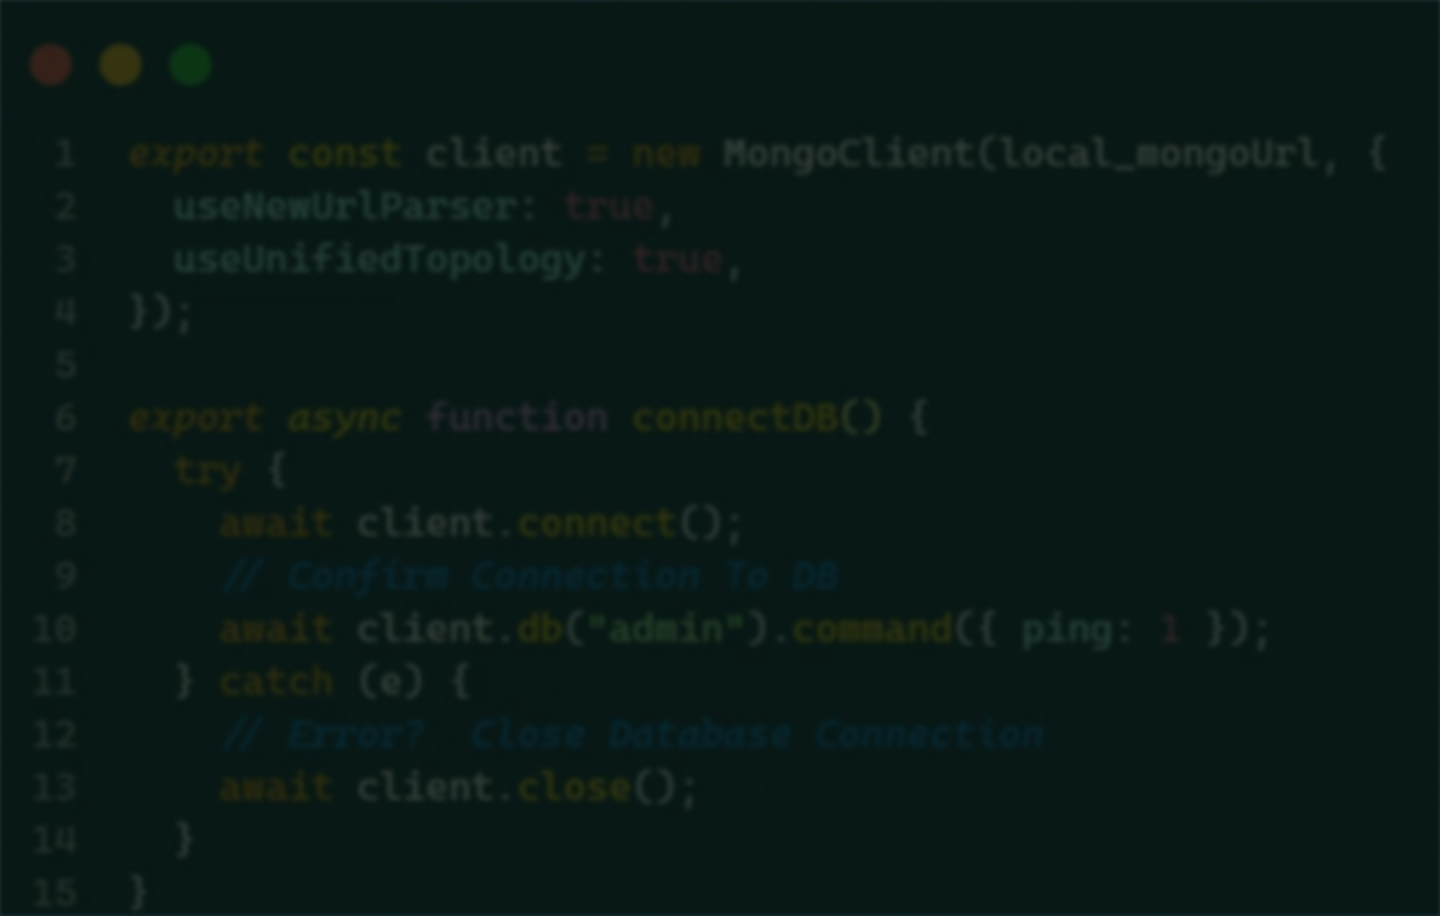 1 export const client = new MongoClient(local_mongoUrl, {
2   useNewUrlParser: true,
3   useUnifiedTopology: true,
4 });
5
6 export async function connectDB() {
7   try {
8     await client.connect();
9     // Confirm Connection To DB
10     await client.db("admin").command({ ping: 1 });
11   } catch (e) {
12     // Error?  Close Database Connection
13     await client.close();
14   }
15 }